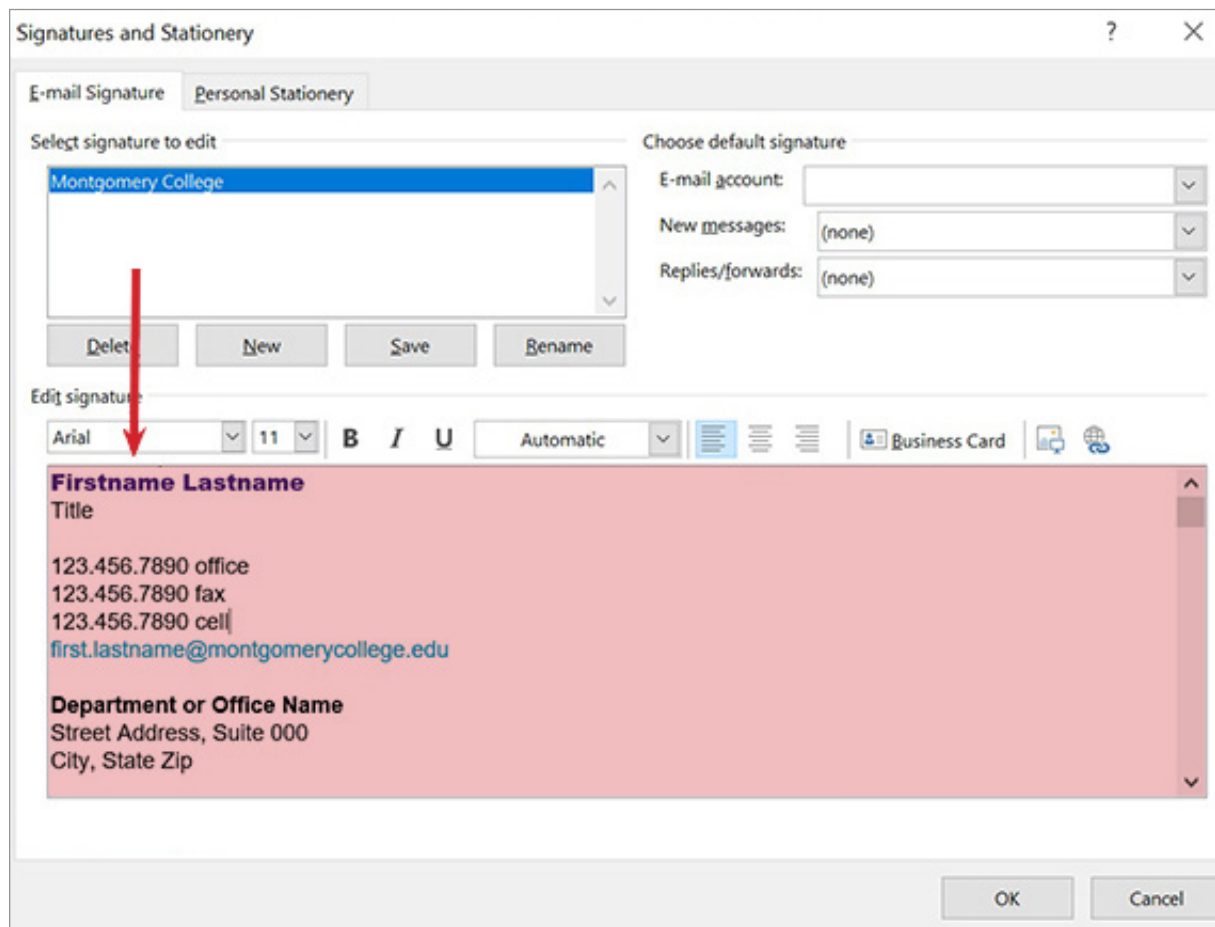 Signatures and Stationery ? ×
E-mail Signature Personal Stationery
Select signature to edit
Montgomery College
Choose default signature
E-mail account:
New messages: (none)
Replies/forwards: (none)
Delete New Save Rename
Edit signature
Arial 11 B I U Automatic Business Card
Firstname Lastname
Title
123.456.7890 office
123.456.7890 fax
123.456.7890 cell
first.lastname@montgomerycollege.edu
Department or Office Name
Street Address, Suite 000
City, State Zip
OK Cancel